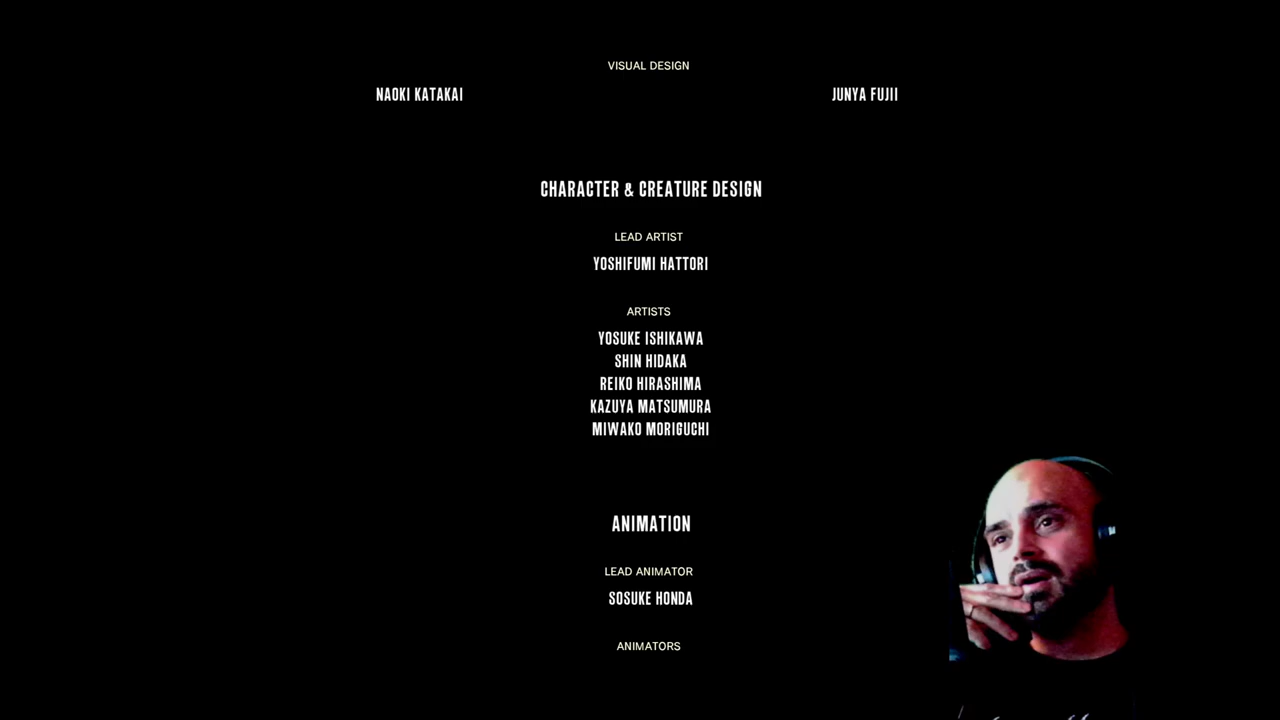 VISUAL DESIGN
NAOKI KATAKAI JUNYA FUJII
CHARACTER & CREATURE DESIGN
LEAD ARTIST
YOSHIFUMI HATTORI
ARTISTS
YOSUKE ISHIKAWA
SHIN HIDAKA
REIKO HIRASHIMA
KAZUYA MATSUMURA
MIWAKO MORIGUCHI
ANIMATION
LEAD ANIMATOR
SOSUKE HONDA
ANIMATORS